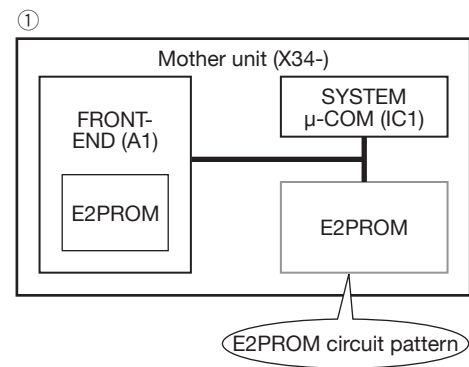 ①
Mother unit (X34-)
FRONT-
END (A1)
E2PROM
SYSTEM
μ-COM (IC1)
E2PROM
E2PROM circuit pattern